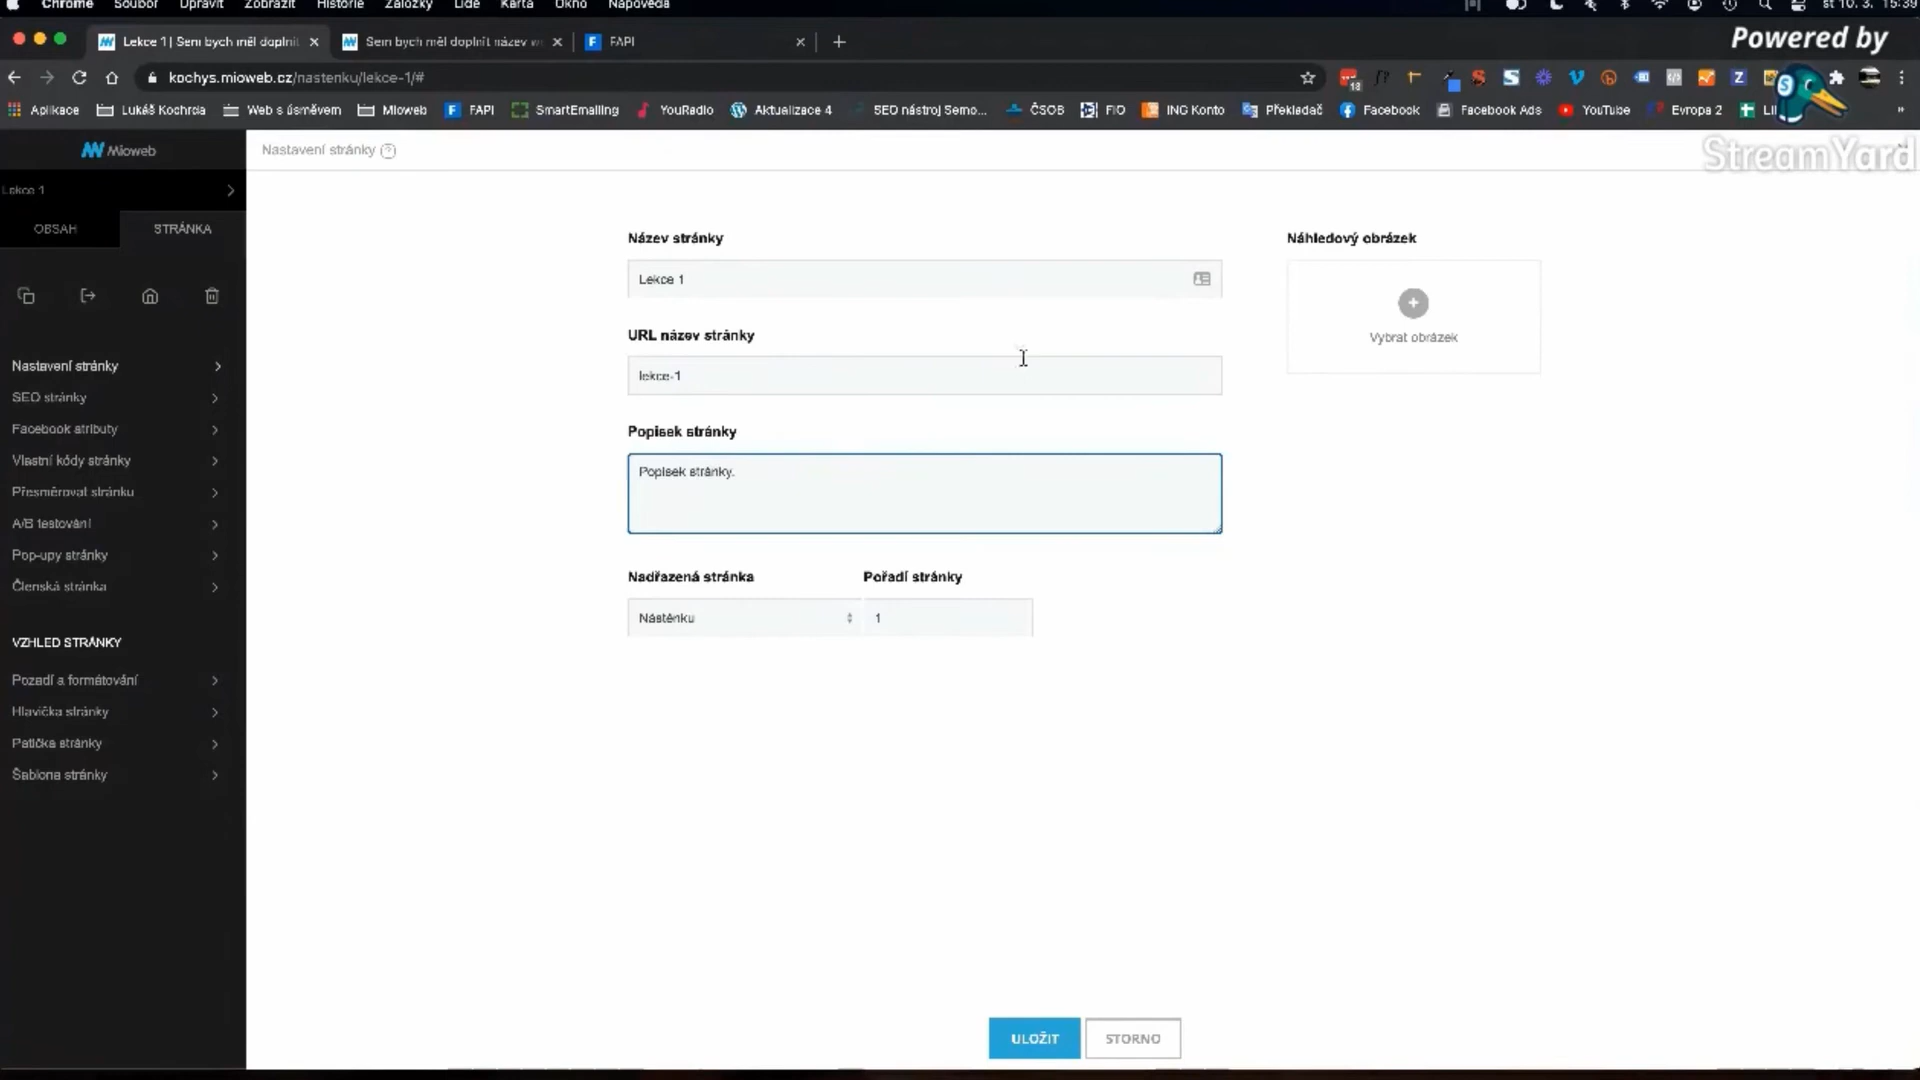 Chrome Soubor Upravit Zobrazit Historie Záložky Lidé Karta Okno Nápověda st 10. 3. 15:39
Lekce 1 | Sem bych měl doplnit
Sem bych měl doplnit název w
FAPI
Powered by
kochys.mioweb.cz/nastenku/lekce-1/#
18
Aplikace Lukáš Kochrda Web s úsměvem Mioweb FAPI SmartEmailing YouRadio Aktualizace 4 SEO nástroj Semo... ČSOB FIO ING Konto Překladač Facebook Facebook Ads YouTube Evropa 2
StreamYard
Mioweb
Nastavení stránky
Lekce 1
OBSAH
STRÁNKA
Nastavení stránky
SEO stránky
Facebook atributy
Vlastní kódy stránky
Přesměrovat stránku
A/B testování
Pop-upy stránky
Členská stránka
VZHLED STRÁNKY
Pozadí a formátování
Hlavička stránky
Patička stránky
Šablona stránky
Název stránky
Lekce 1
URL název stránky
lekce-1
Popisek stránky
Popisek stránky.
Nadřazená stránka
Pořadí stránky
Nástěnku
1
Náhledový obrázek
Vybrat obrázek
ULOŽIT
STORNO